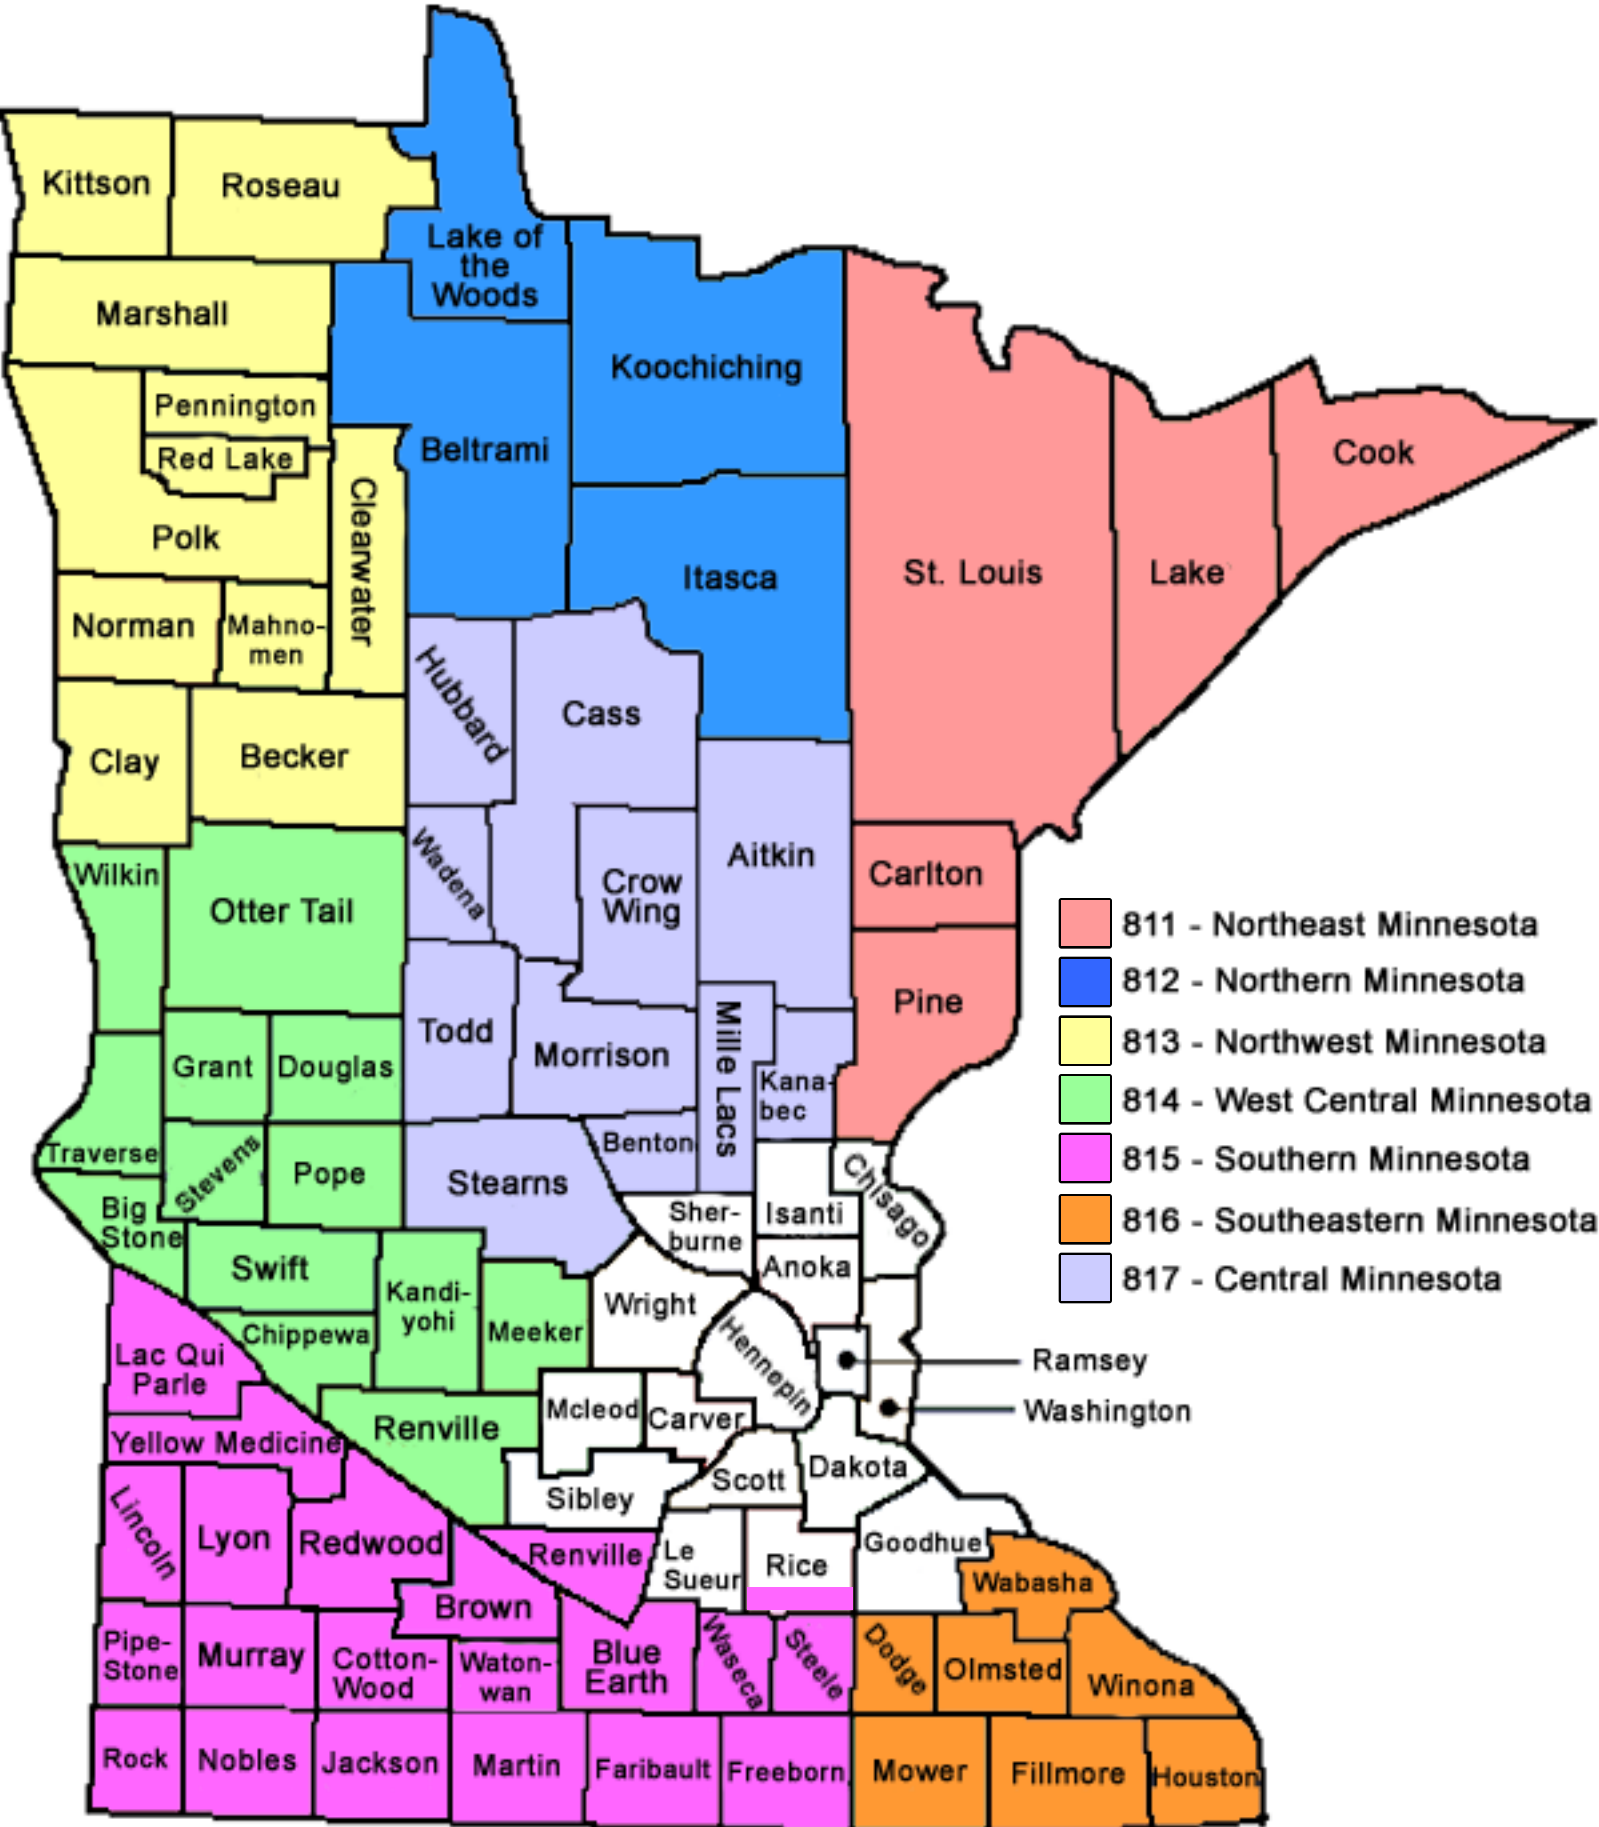 Kittson
Roseau
Lake of
the
Woods
Marshall
Koochiching
Pennington
Beltrami
Red Lake
Cook
Clearwater
Polk
Itasca
St. Louis
Lake
Norman
Mahno-
men
Hubbard
Cass
Clay
Becker
Wadena
Aitkin
Wilkin
Crow
Wing
Carlton
Otter Tail
811 - Northeast Minnesota
812 - Northern Minnesota
813 - Northwest Minnesota
814 - West Central Minnesota
815 - Southern Minnesota
816 - Southeastern Minnesota
817 - Central Minnesota
Pine
Todd
Morrison
Mille Lacs
Kana-
bec
Grant
Douglas
Traverse
Stevens
Pope
Stearns
Benton
Chisago
Big
Stone
Sher-
burne
Isanti
Swift
Anoka
Kandi-
yohi
Wright
Meeker
Chippewa
Hennepin
Ramsey
Lac Qui
Parle
Washington
Mcleod
Carver
Renville
Yellow Medicine
Scott
Dakota
Sibley
Lincoln
Lyon
Redwood
Renville
Le
Sueur
Rice
Goodhue
Wabasha
Brown
Pipe-
Stone
Murray
Cotton-
Wood
Waton-
wan
Blue
Earth
Waseca
Steele
Dodge
Olmsted
Winona
Rock
Nobles
Jackson
Martin
Faribault
Freeborn
Mower
Fillmore
Houston